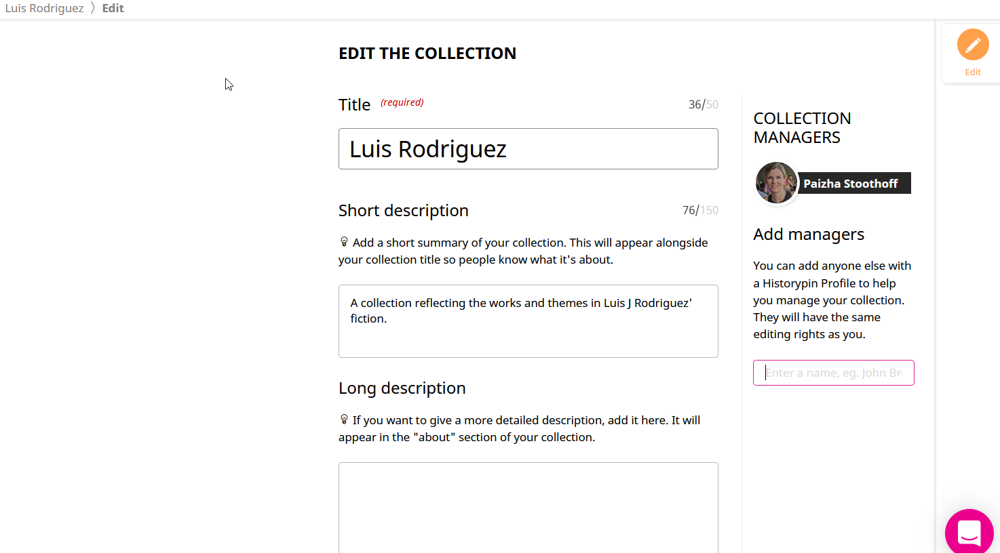 Luis Rodriguez 〉 Edit
Edit
EDIT THE COLLECTION
Title (required) 36/50
Luis Rodriguez
Short description 76/150
Add a short summary of your collection. This will appear alongside
your collection title so people know what it's about.
A collection reflecting the works and themes in Luis J Rodriguez'
fiction.
Long description
If you want to give a more detailed description, add it here. It will
appear in the "about" section of your collection.
COLLECTION
MANAGERS
Paizha Stoothoff
Add managers
You can add anyone else with
a Historypin Profile to help
you manage your collection.
They will have the same
editing rights as you.
Enter a name, eg. John Br